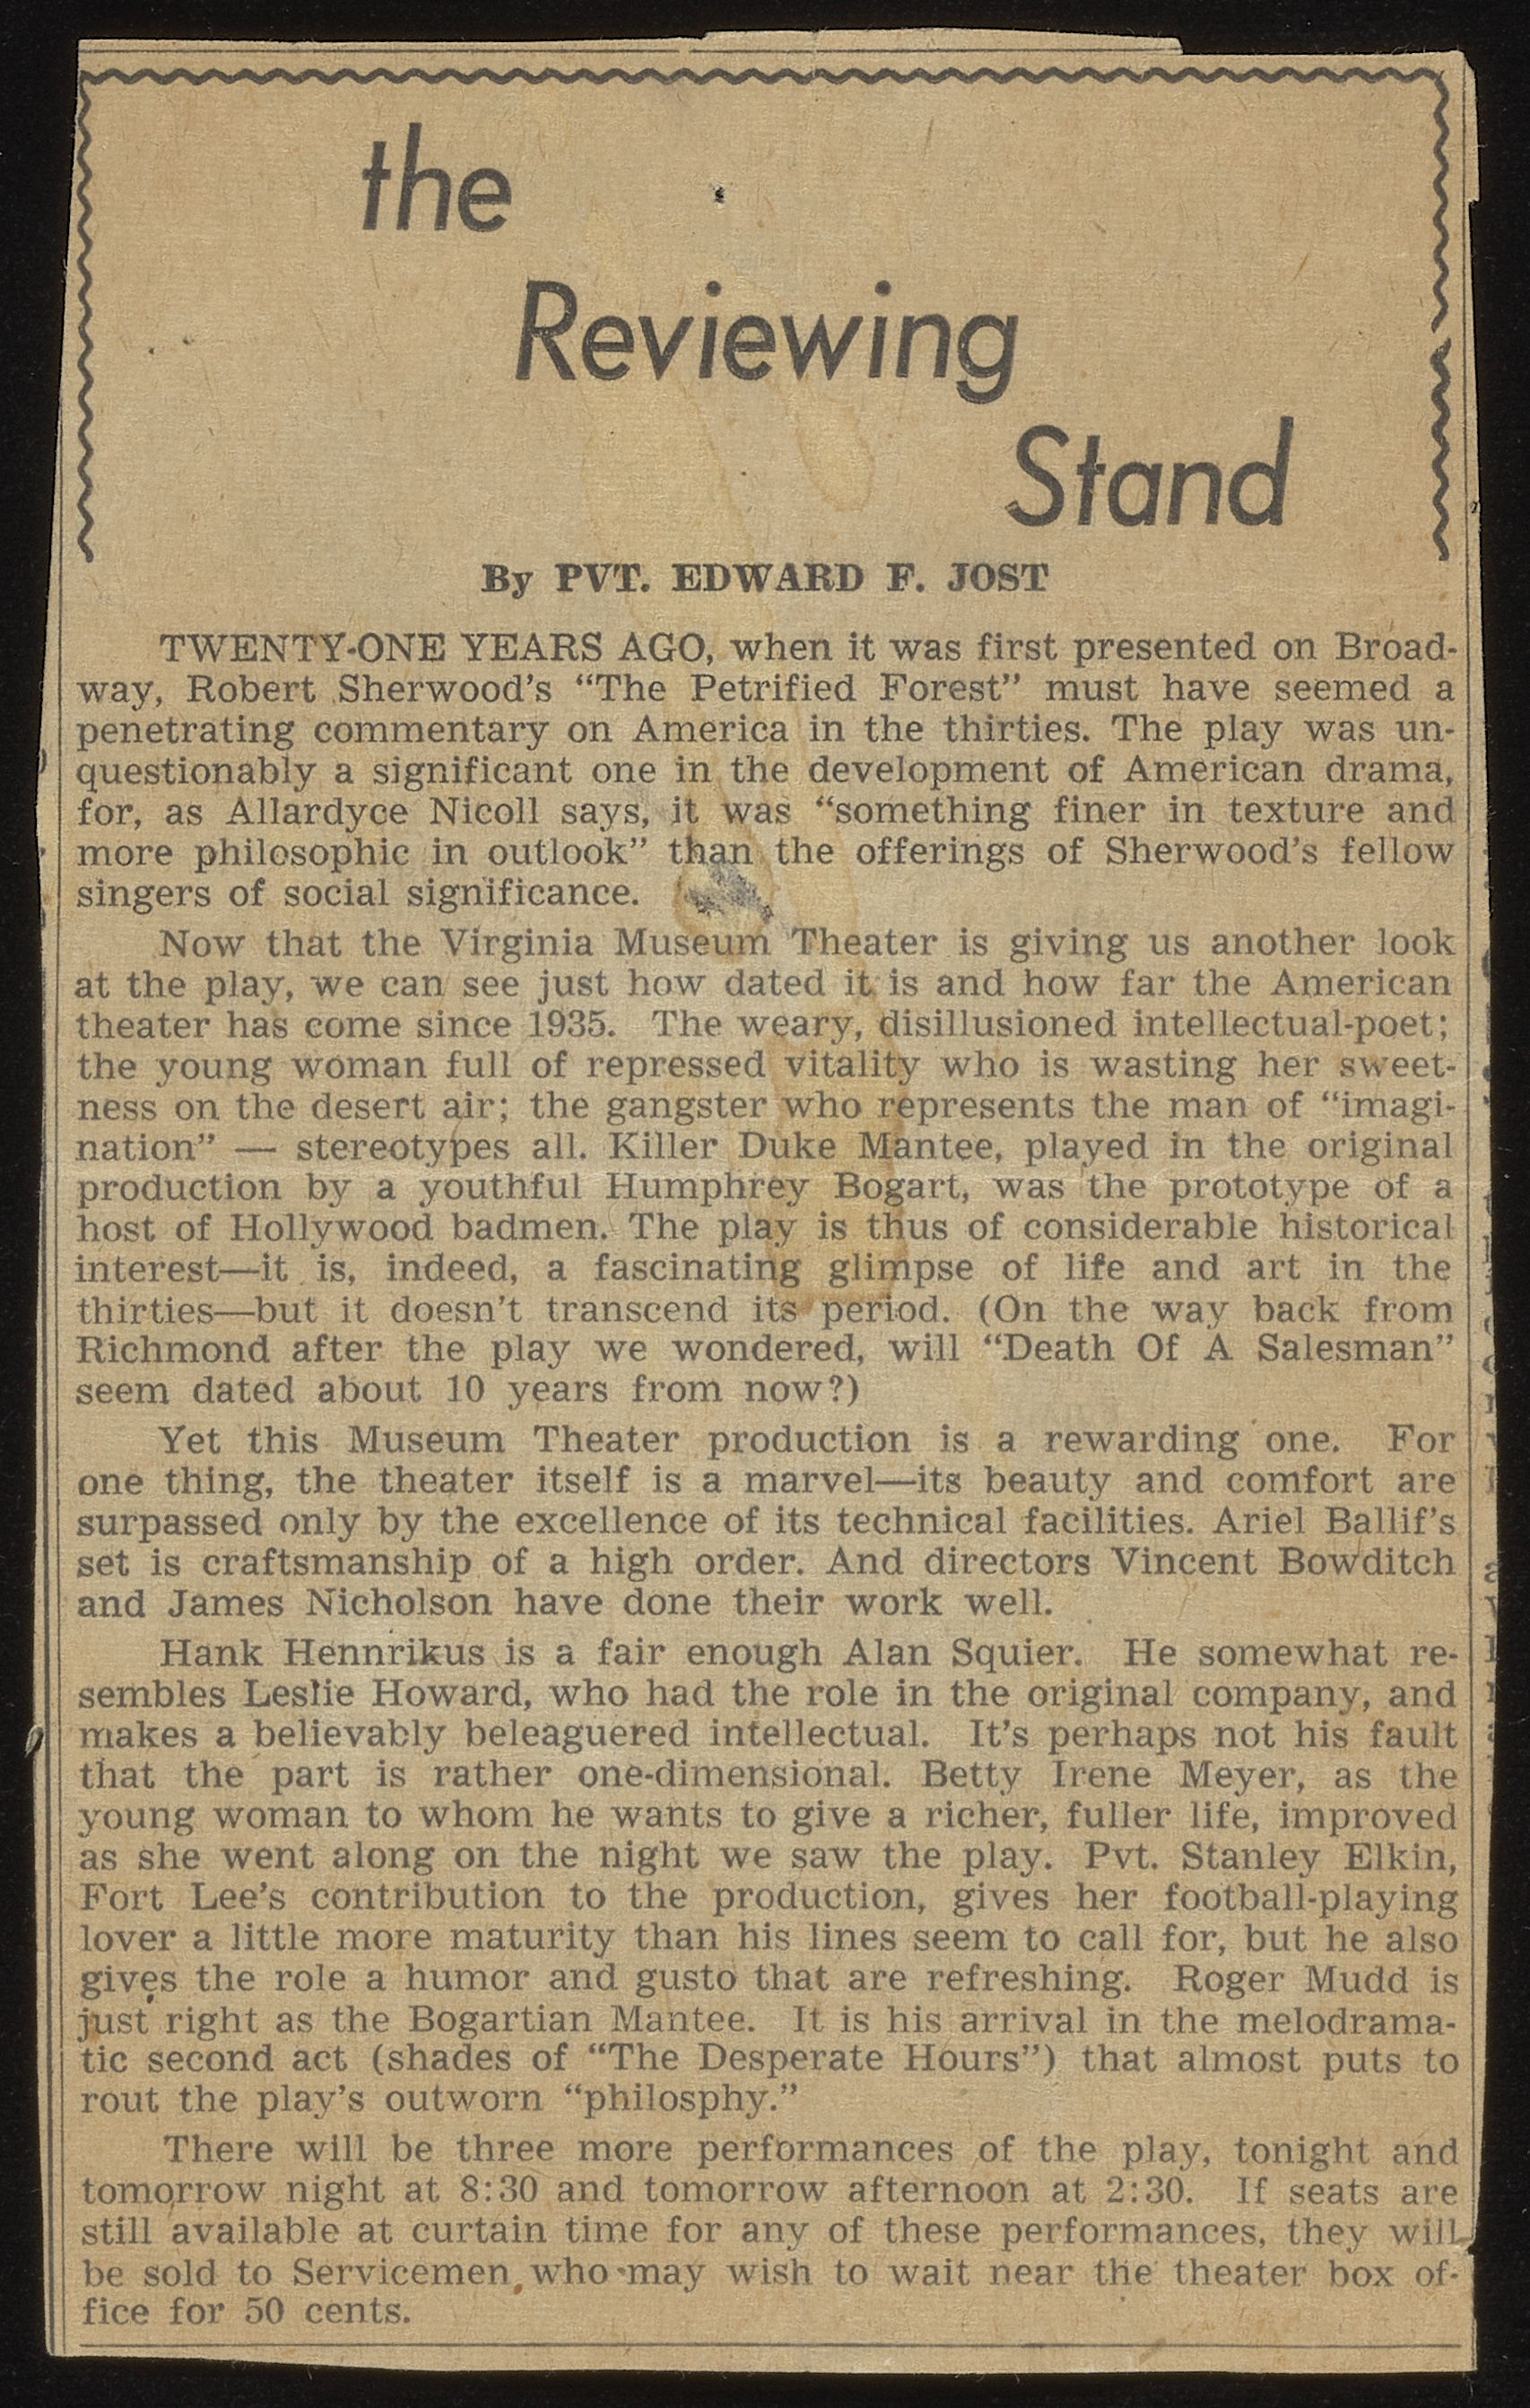 the
Reviewing
Stand
By PVT. EDWARD F. JOST
TWENTY-ONE YEARS AGO, when it was first presented on Broad-
way, Robert Sherwood's “The Petrified Forest” must have seemed a
penetrating commentary on America in the thirties. The play was un-
questionably a significant one in the development of American drama,
for, as Allardyce Nicoll says, it was “something finer in texture and
more philosophic in outlook” than the offerings of Sherwood's fellow
singers of social significance.
Now that the Virginia Museum Theater is giving us another look
at the play, we can see just how dated it is and how far the American
theater has come since 1935. The weary, disillusioned intellectual-poet;
the young woman full of repressed vitality who is wasting her sweet-
ness on the desert air; the gangster who represents the man of “imagi-
nation” — stereotypes all. Killer Duke Mantee, played in the original
production by a youthful Humphrey Bogart, was the prototype of a
host of Hollywood badmen. The play is thus of considerable historical
interest—it is, indeed, a fascinating glimpse of life and art in the
thirties—but it doesn't transcend its period. (On the way back from
Richmond after the play we wondered, will “Death Of A Salesman”
seem dated about 10 years from now?)
Yet this Museum Theater production is a rewarding one. For
one thing, the theater itself is a marvel—its beauty and comfort are
surpassed only by the excellence of its technical facilities. Ariel Ballif's
set is craftsmanship of a high order. And directors Vincent Bowditch
and James Nicholson have done their work well.
Hank Hennrikus is a fair enough Alan Squier. He somewhat re-
sembles Leslie Howard, who had the role in the original company, and
makes a believably beleaguered intellectual. It's perhaps not his fault
that the part is rather one-dimensional. Betty Irene Meyer, as the
young woman to whom he wants to give a richer, fuller life, improved
as she went along on the night we saw the play. Pvt. Stanley Elkin,
Fort Lee's contribution to the production, gives her football-playing
lover a little more maturity than his lines seem to call for, but he also
gives the role a humor and gusto that are refreshing. Roger Mudd is
just right as the Bogartian Mantee. It is his arrival in the melodrama-
tic second act (shades of “The Desperate Hours”) that almost puts to
rout the play's outworn “philosphy.”
There will be three more performances of the play, tonight and
tomorrow night at 8:30 and tomorrow afternoon at 2:30. If seats are
still available at curtain time for any of these performances, they will
be sold to Servicemen who may wish to wait near the theater box of-
fice for 50 cents.